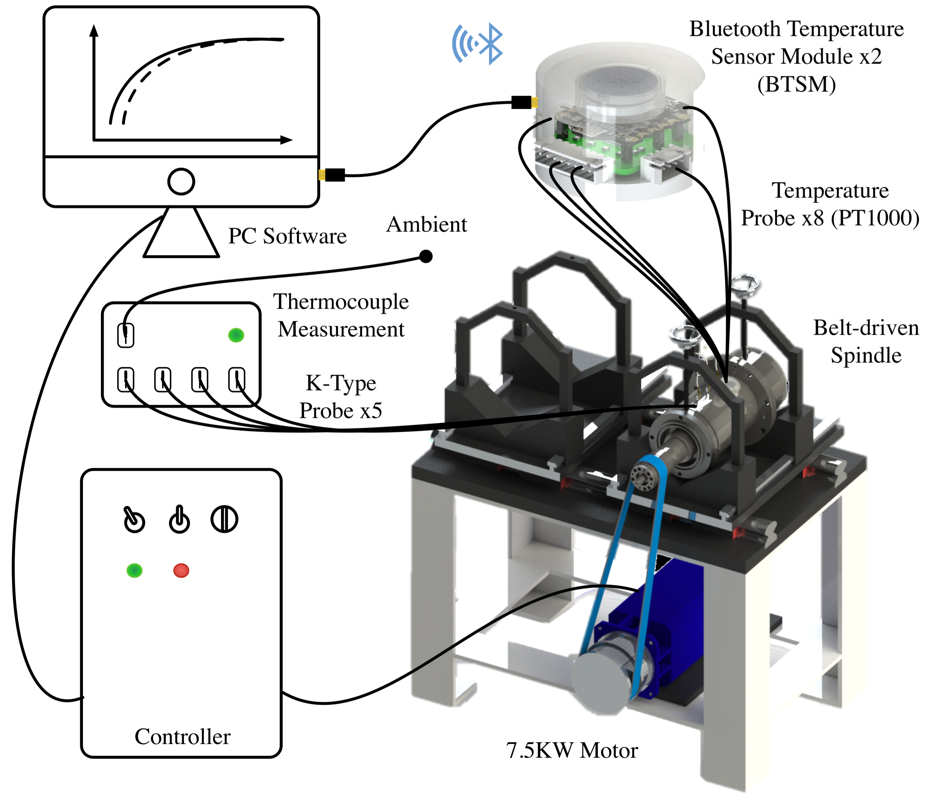 Bluetooth Temperature
Sensor Module x2
(BTSM)
Temperature
Probe x8 (PT1000)
Ambient
PC Software
Thermocouple
Measurement
K-Type
Probe x5
Belt-driven
Spindle
Controller
7.5KW Motor